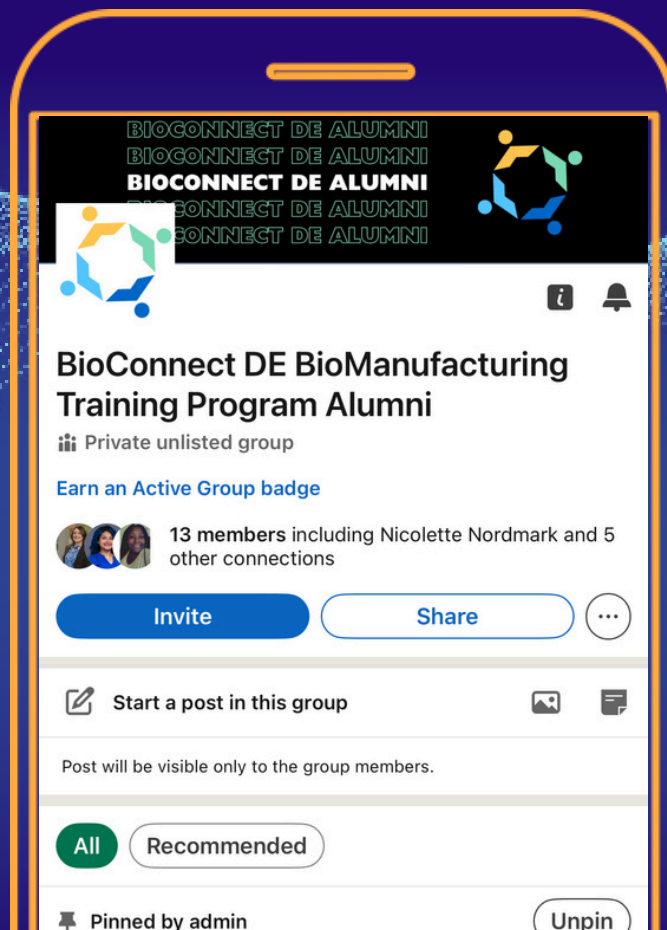 BIOCONNECT DE ALUMNI
BIOCONNECT DE ALUMNI
BIOCONNECT DE ALUMNI
CONNECT DE ALUMNI
CONNECT DE ALUMNI
i
BioConnect DE BioManufacturing
Training Program Alumni
Private unlisted group
Earn an Active Group badge
13 members including Nicolette Nordmark and 5
other connections
Invite
Share
Start a post in this group
Post will be visible only to the group members.
All
Recommended
Pinned by admin
Unpin